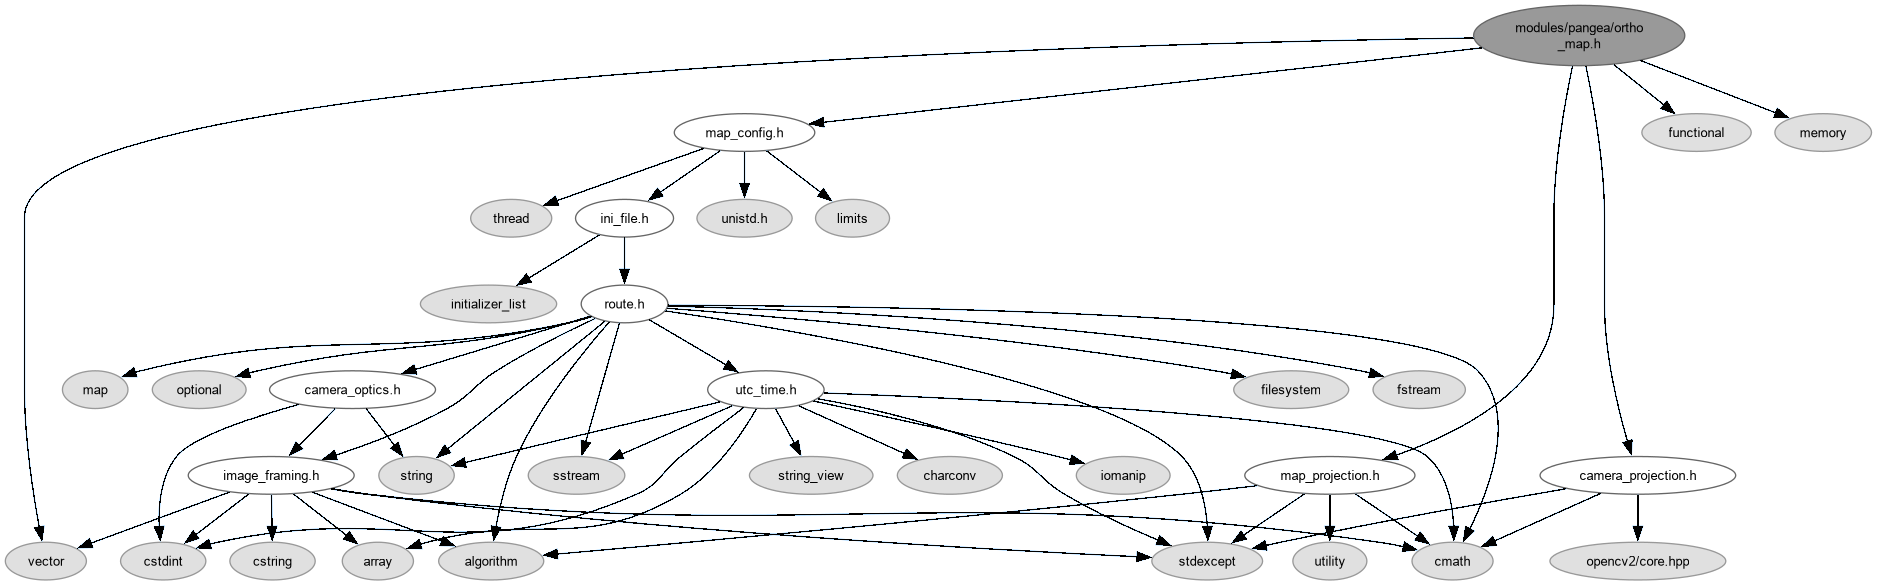 modules/pangea/ortho
_map.h
map_config.h
functional
memory
thread
ini_file.h
unistd.h
limits
initializer_list
route.h
map
optional
camera_optics.h
utc_time.h
filesystem
fstream
image_framing.h
string
sstream
string_view
charconv
iomanip
map_projection.h
camera_projection.h
vector
cstdint
cstring
array
algorithm
stdexcept
utility
cmath
opencv2/core.hpp